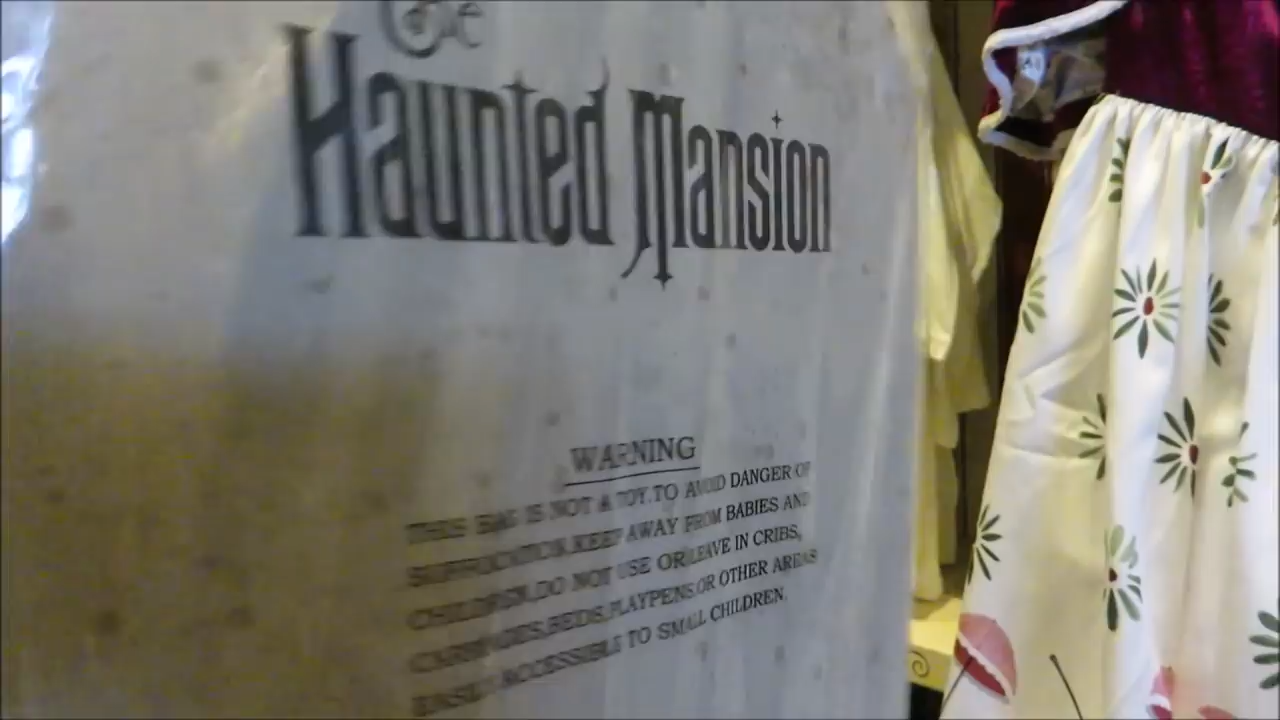 The
Haunted Mansion
WARNING
THIS BAG IS NOT A TOY.TO AVOID DANGER OF
SUFFOCATION.KEEP AWAY FROM BABIES AND
CHILDREN.DO NOT USE OR LEAVE IN CRIBS,
CARRIAGES,BEDS,PLAYPENS,OR OTHER AREAS
ACCESSIBLE TO SMALL CHILDREN.